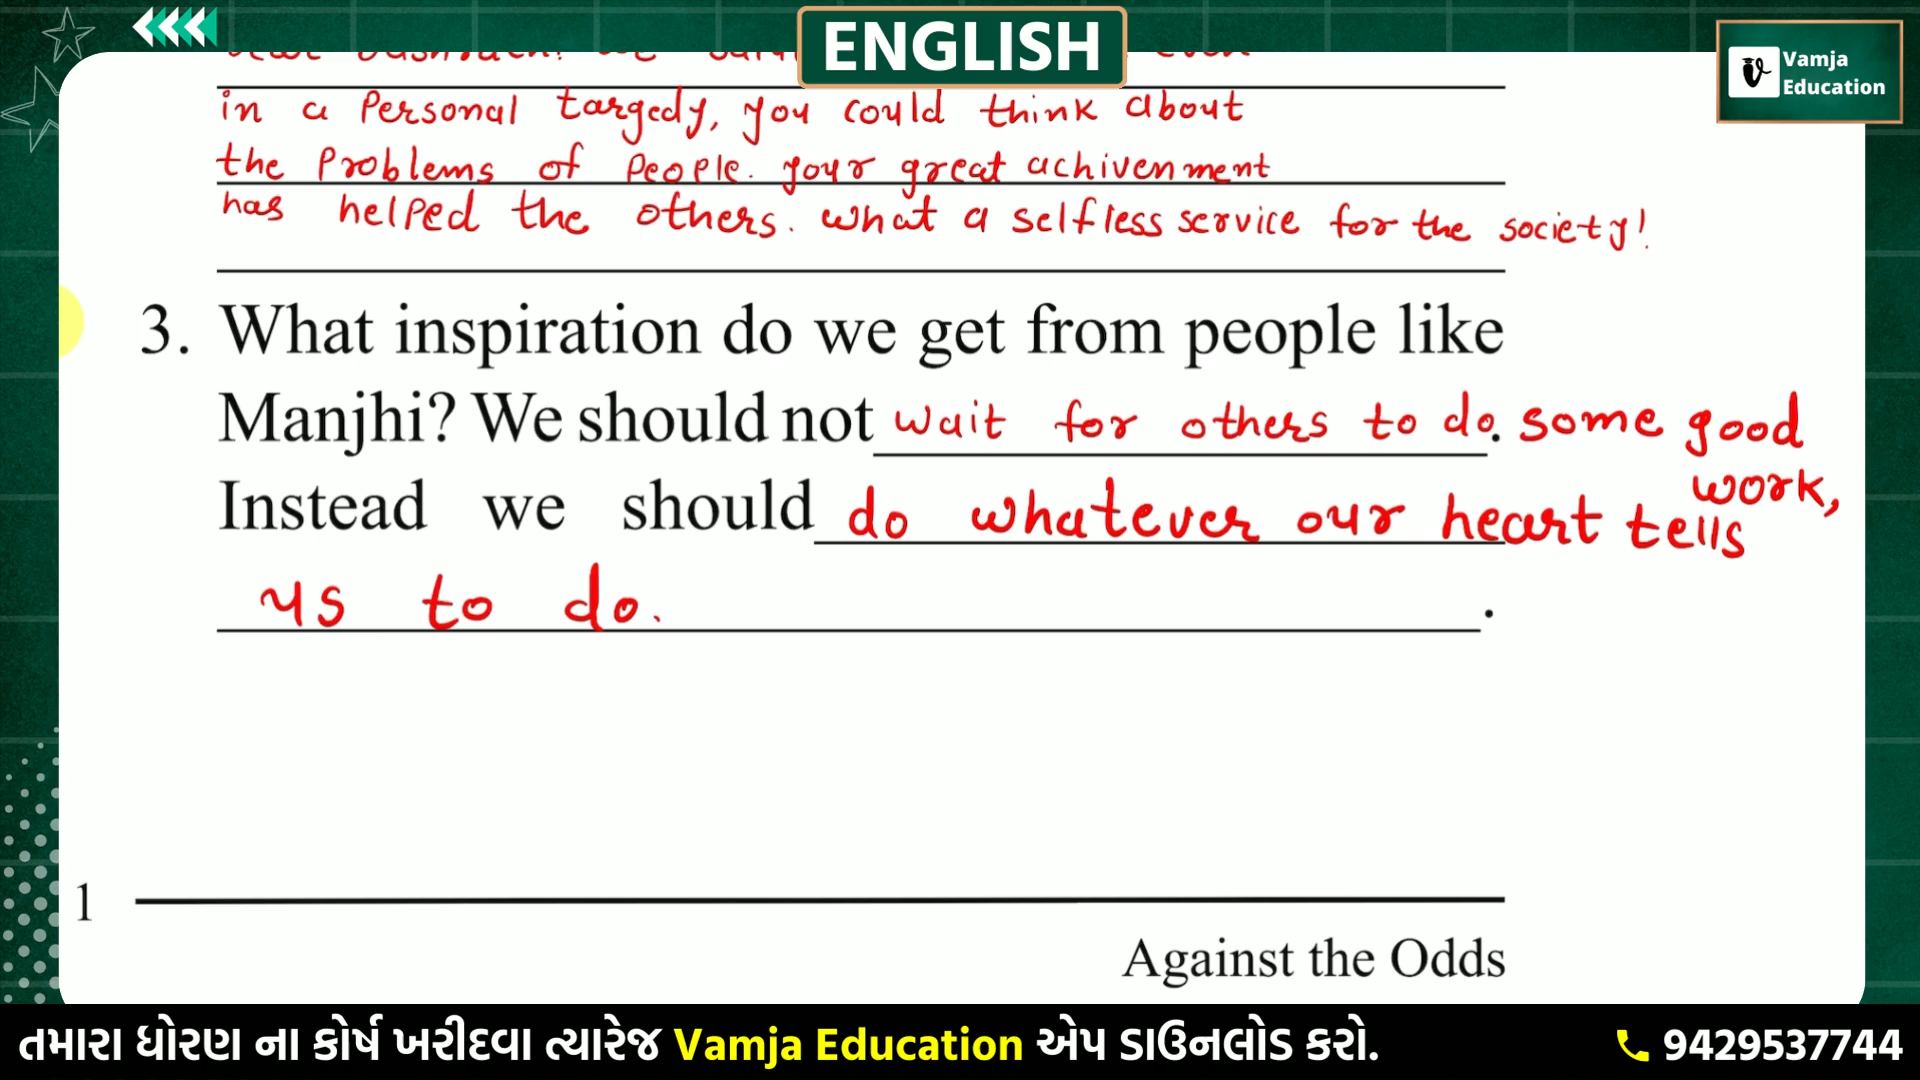 ENGLISH
Vamja
Education
in a Personal targedy, you could think about
the Problems of People. your great achivenment
has helped the others. what a selfless service for the society!
3. What inspiration do we get from people like
Manjhi? We should not wait for others to do. some good
work,
Instead we should do whatever our heart tells
us to do. .
1
Against the Odds
તમારા ધોરણ ના કોર્ષ ખરીદવા ત્યારેજ Vamja Education એપ ડાઉનલોડ કરો. 9429537744